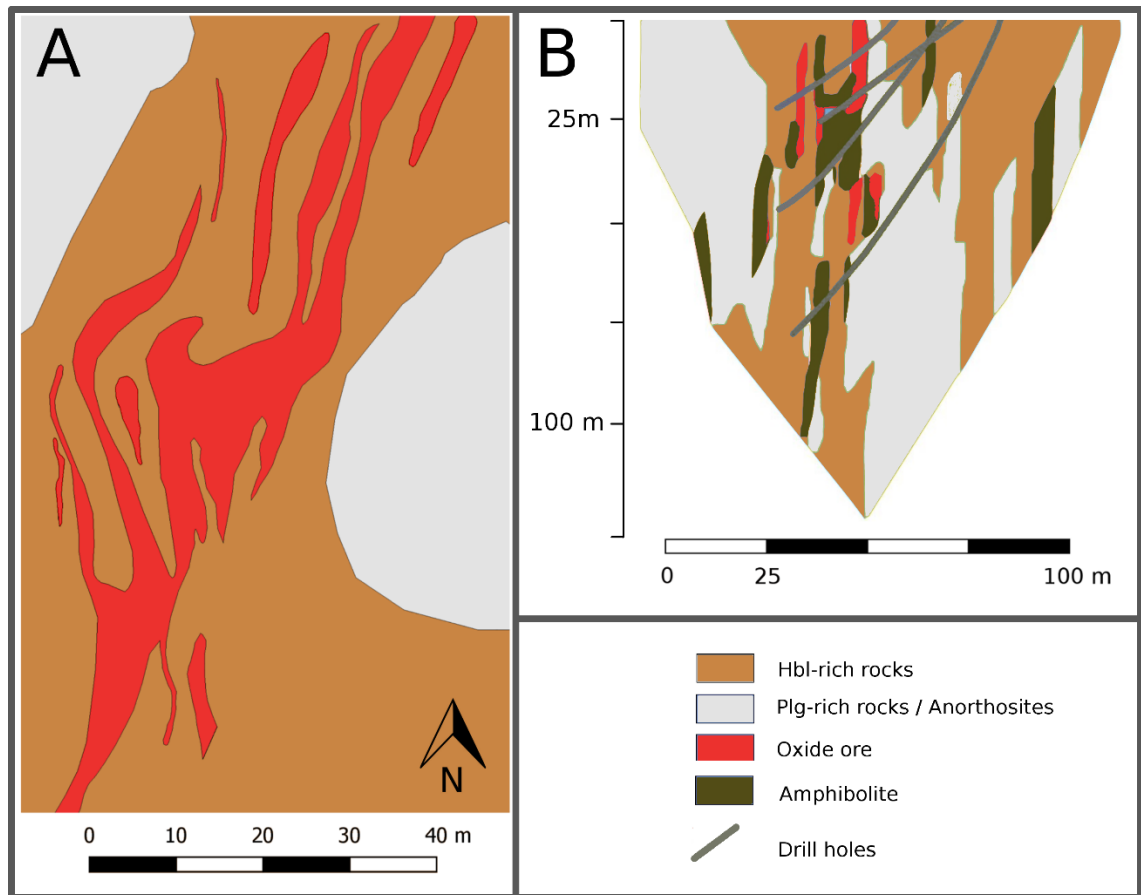 A
N
0 10 20 30 40 m
B
25m
100 m
0 25 100 m
Hbl-rich rocks
Plg-rich rocks / Anorthosites
Oxide ore
Amphibolite
Drill holes